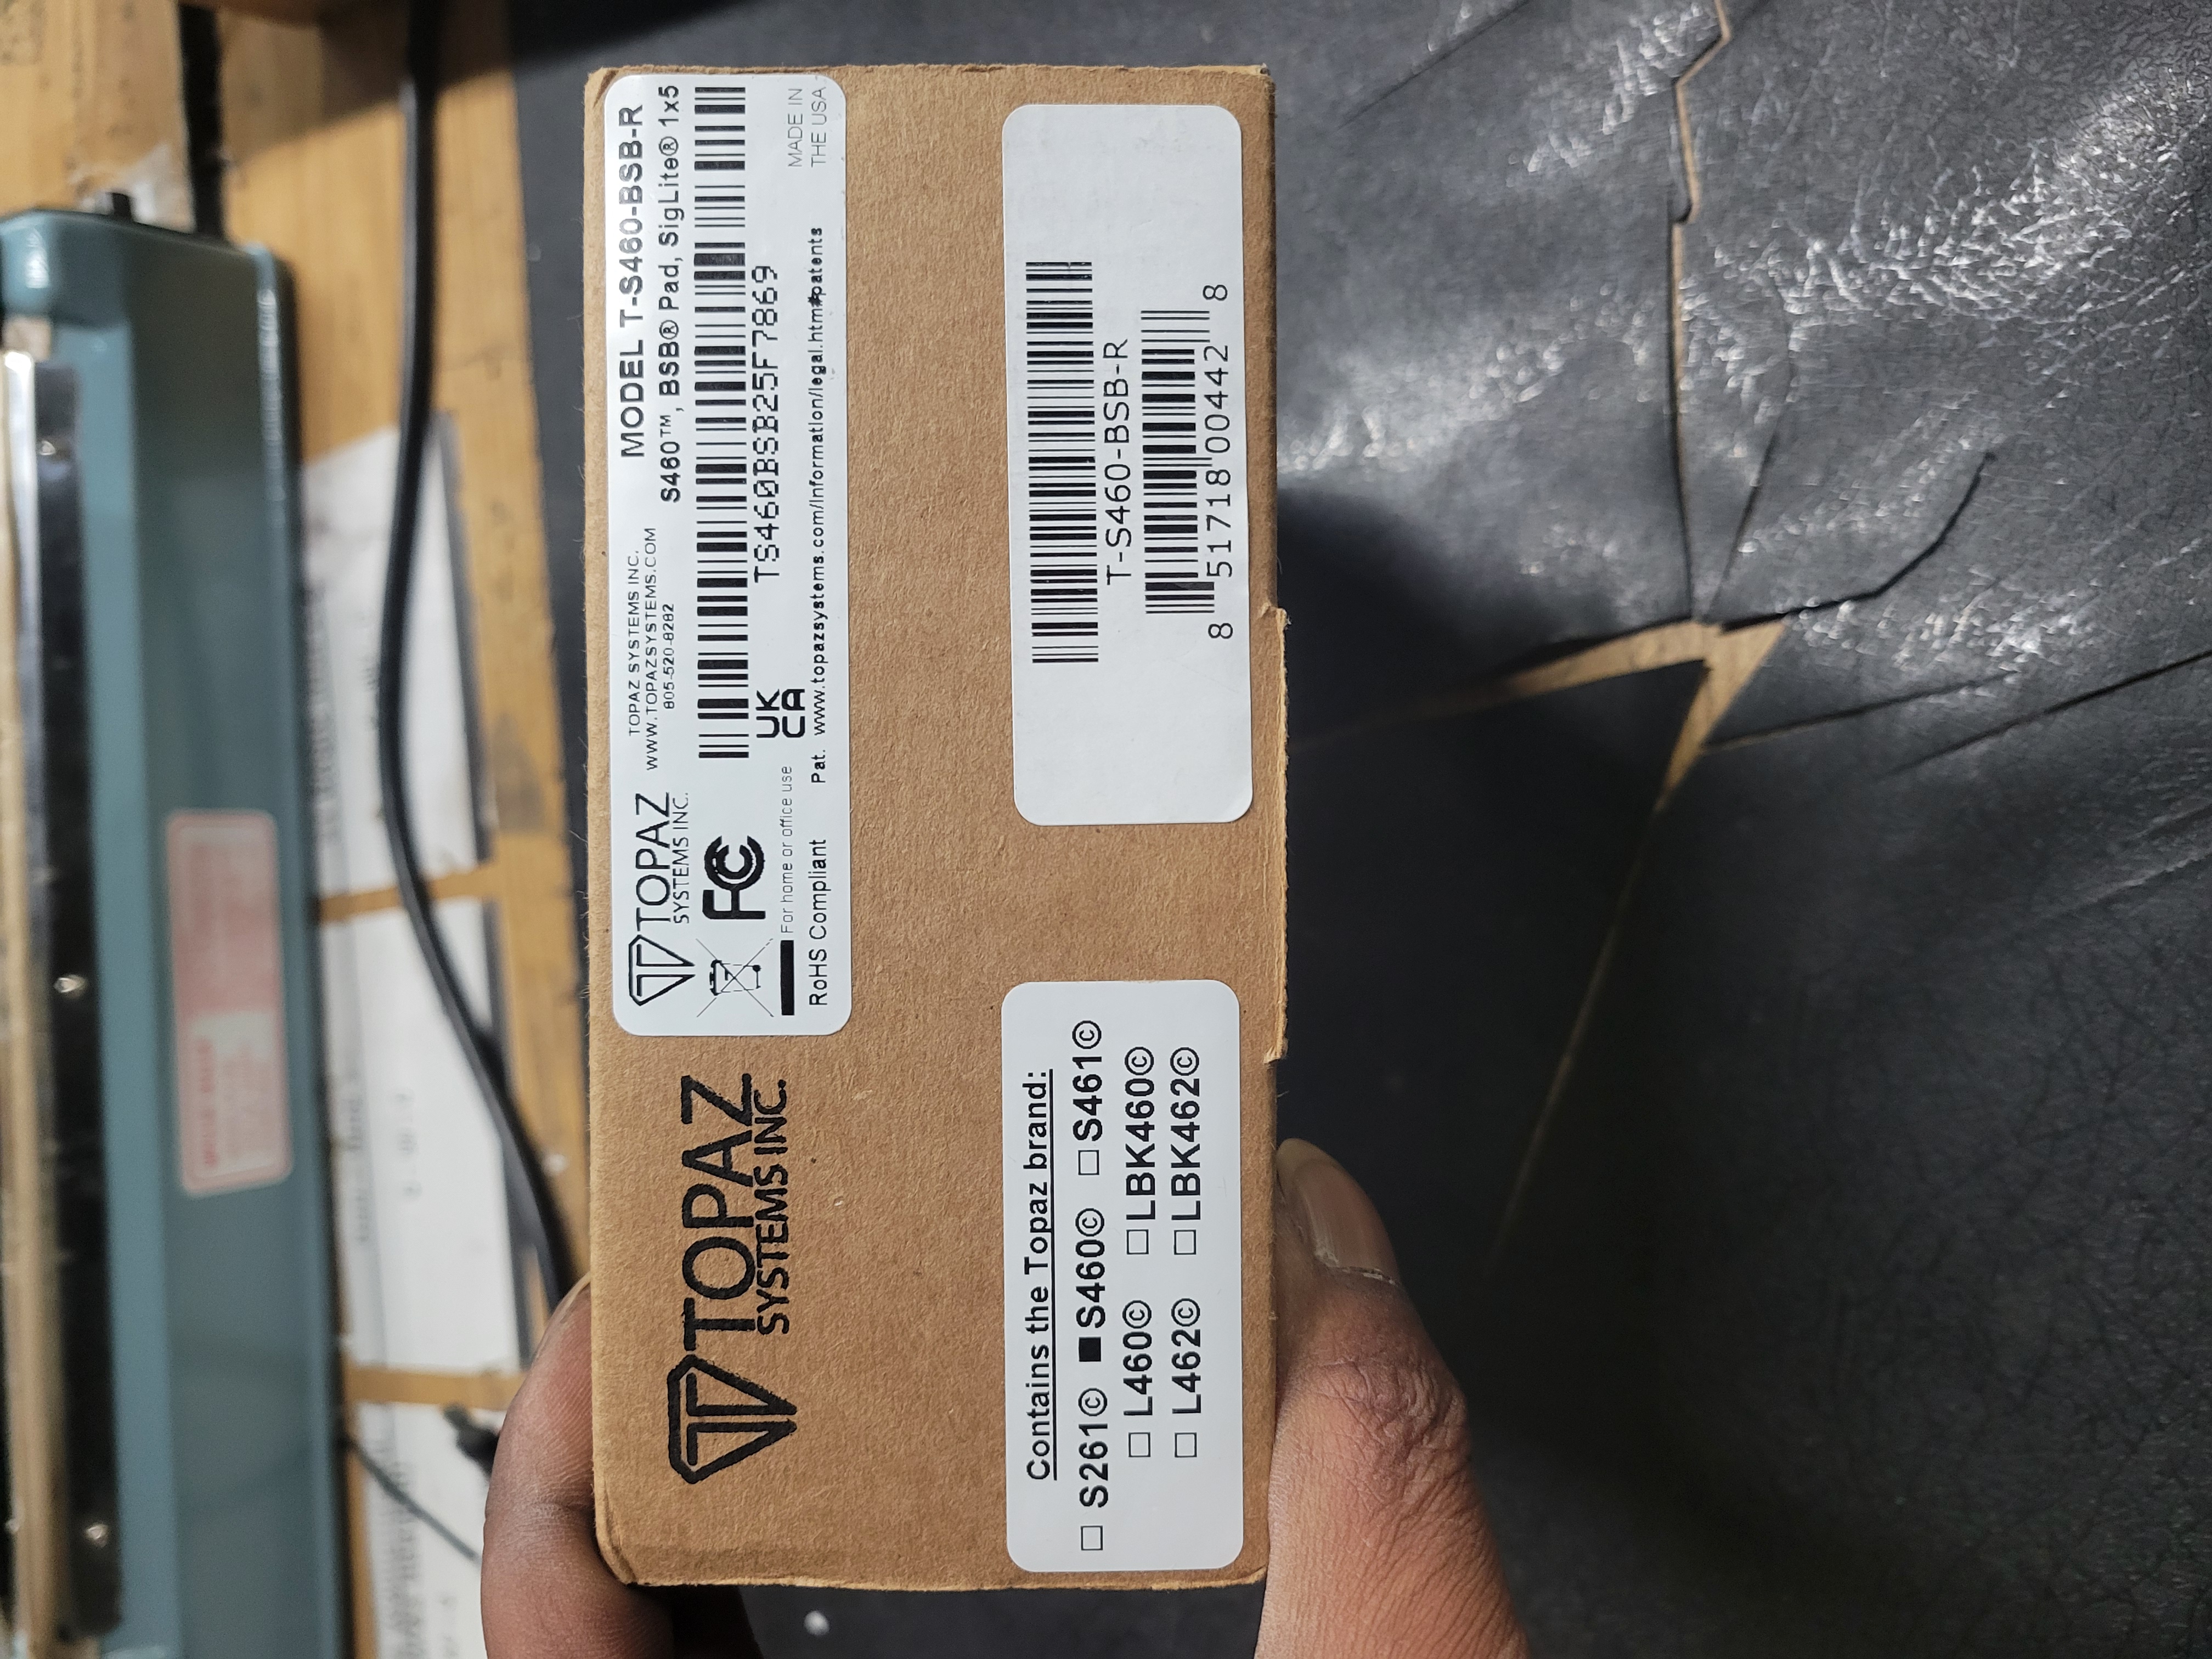 TOPAZ
SYSTEMS INC.
TOPAZ SYSTEMS INC.
WWW.TOPAZSYSTEMS.COM
805-520-8282
MODEL T-S460-BSB-R
S460™, BSB® Pad, SigLite® 1x5
TS460BSB25F7869
FC
UK
CA
For home or office use
RoHS Compliant
Pat. www.topazsystems.com/information/legal.htm#patents
MADE IN
THE USA
TOPAZ
SYSTEMS INC.
T-S460-BSB-R
8 51718 00442 8
Contains the Topaz brand:
☐ S261© ■ S460© ☐ S461©
☐ L460© ☐ LBK460©
☐ L462© ☐ LBK462©